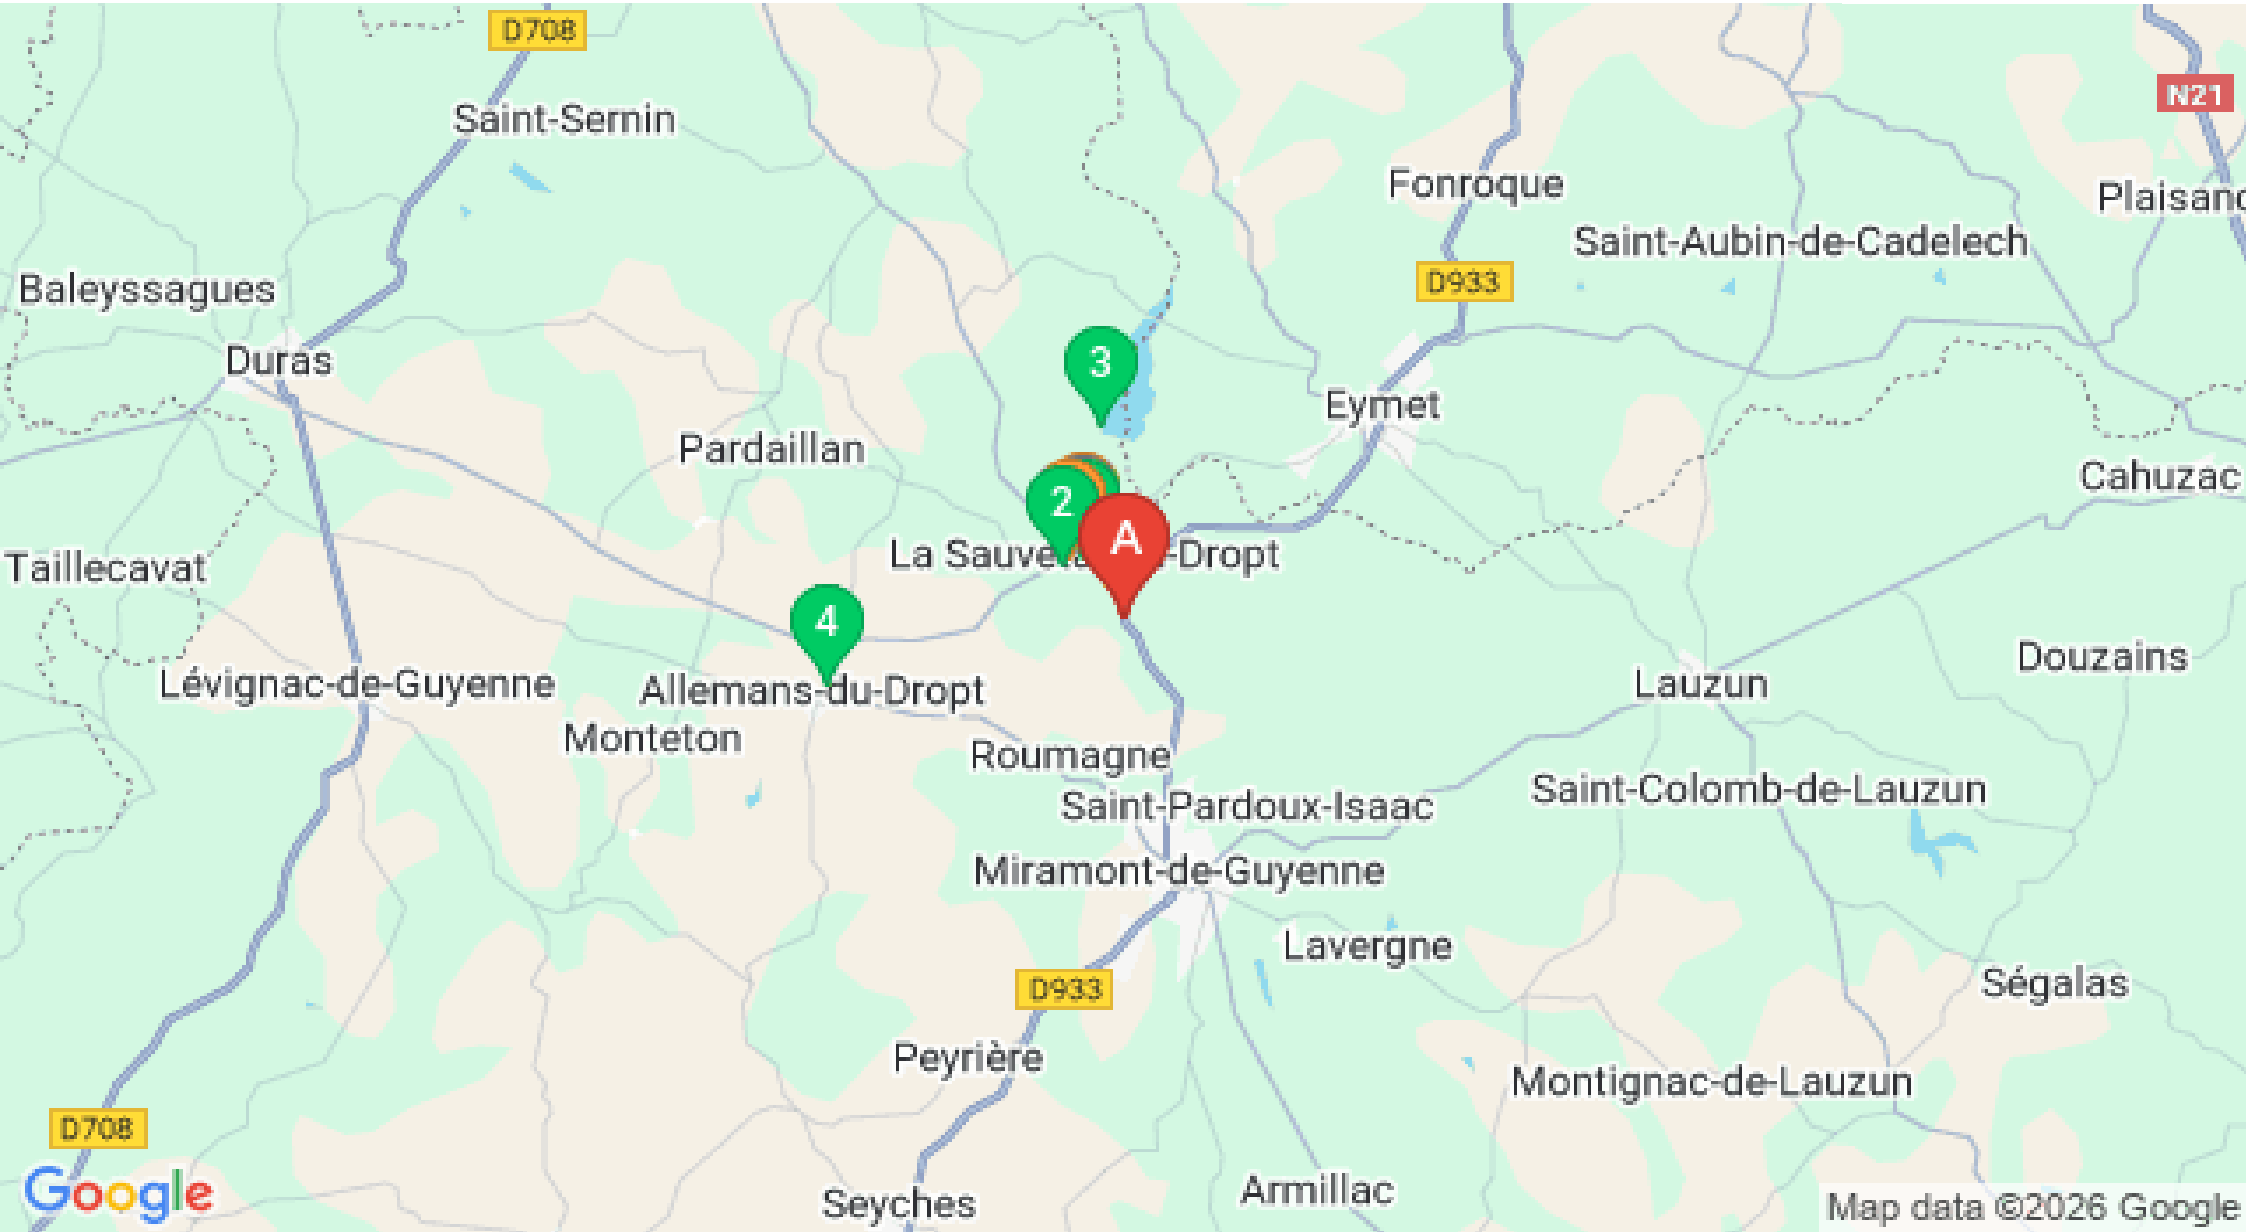 D708
Saint-Sernin
N21
Fonroque
Plaisanc
Saint-Aubin-de-Cadelech
D933
Baleyssagues
Duras
3
Eymet
Pardaillan
Cahuzac
2
A
La Sauve -Dropt
Taillecavat
4
Douzains
Lévignac-de-Guyenne
Allemans-du-Dropt
Lauzun
Monteton
Roumagne
Saint-Colomb-de-Lauzun
Saint-Pardoux-Isaac
Miramont-de-Guyenne
Lavergne
Ségalas
D933
Peyrière
Montignac-de-Lauzun
D708
Google
Seyches
Armillac
Map data ©2026 Google